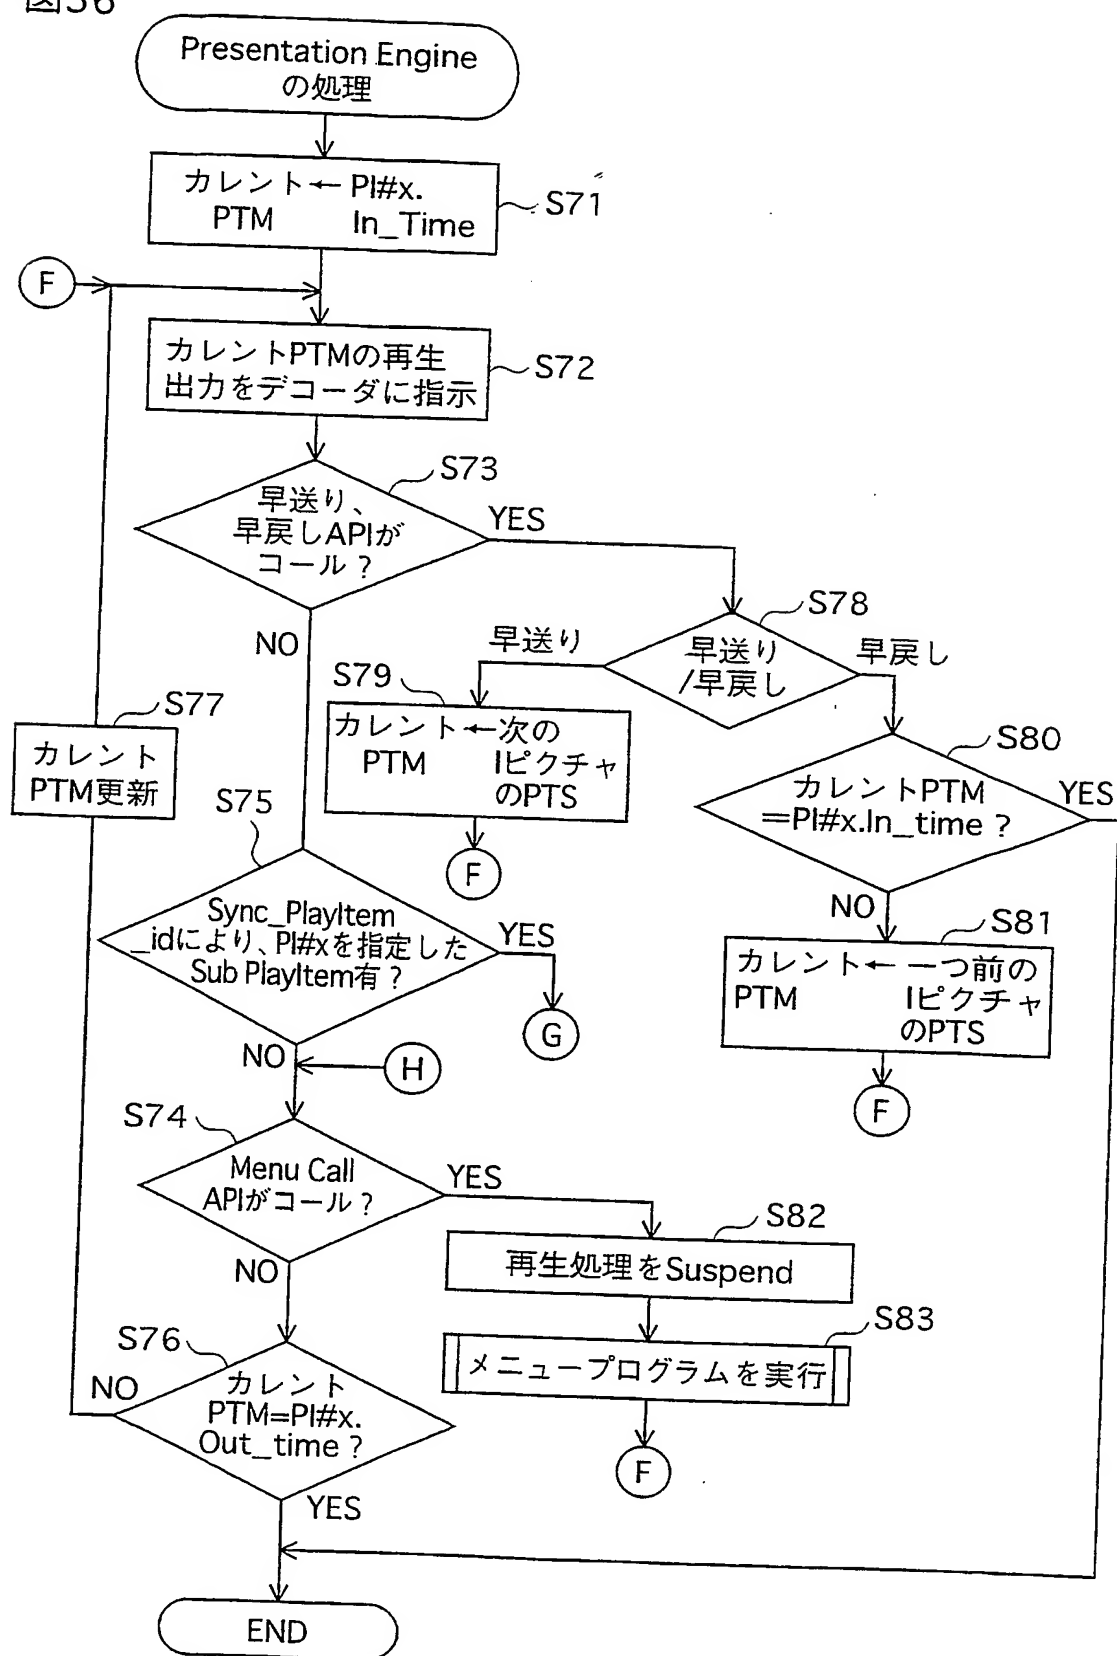 図36
Presentation Engine
の処理
カレント← PI#x.
PTM In_Time
S71
F
カレントPTMの再生
出力をデコーダに指示
S72
S73
早送り、
早戻しAPIが
コール？
YES
NO
S78
早送り
早送り
/早戻し
早戻し
S79
カレント←次の
PTM Iピクチャ
のPTS
F
S77
カレント
PTM更新
S80
カレントPTM
=PI#x.In_time？
YES
NO
S81
カレント← 一つ前の
PTM Iピクチャ
のPTS
F
S75
Sync_PlayItem
_idにより、PI#xを指定した
Sub PlayItem有？
YES
G
NO
H
S74
Menu Call
APIがコール？
YES
NO
S82
再生処理をSuspend
S83
メニュープログラムを実行
F
S76
カレント
PTM=PI#x.
Out_time？
NO
YES
END